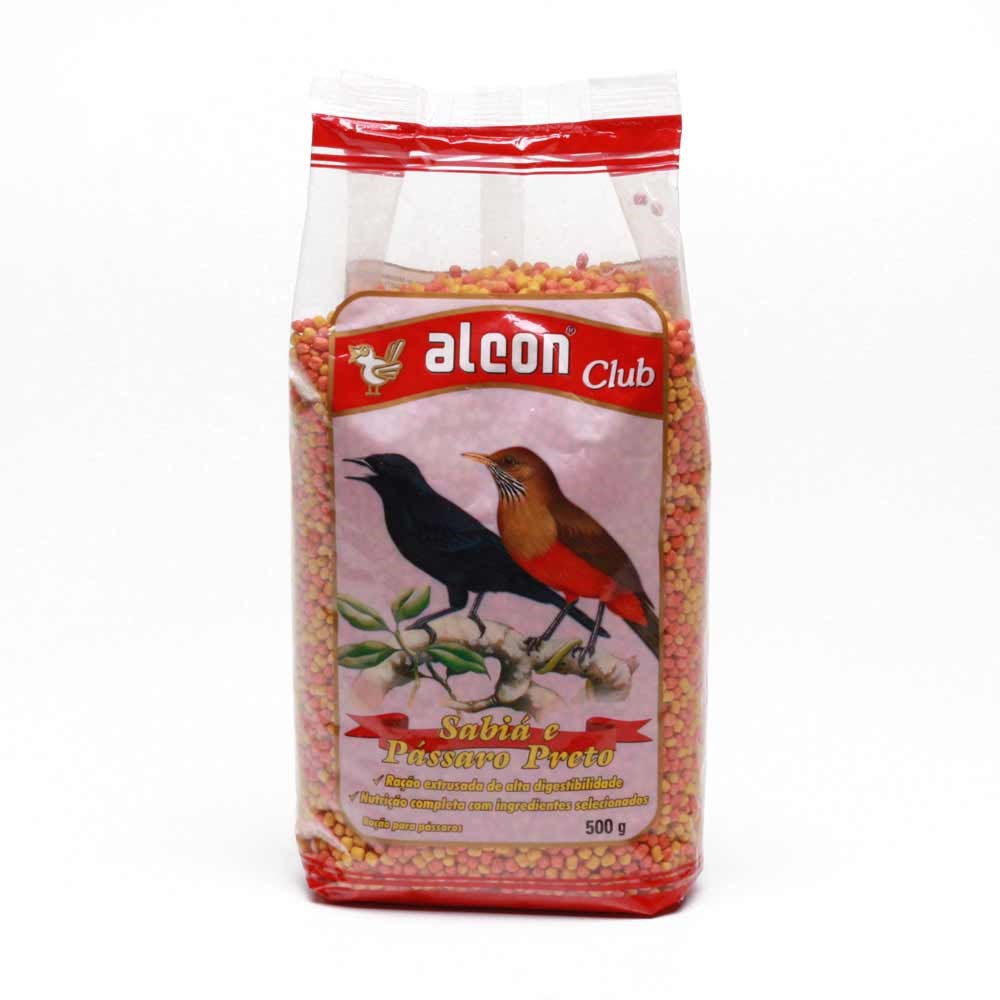 alcon®
Club
Sabiá e
Pássaro Preto
✓ Ração extrusada de alta digestibilidade
✓ Nutrição completa com ingredientes selecionados
Ração para pássaros
500 g